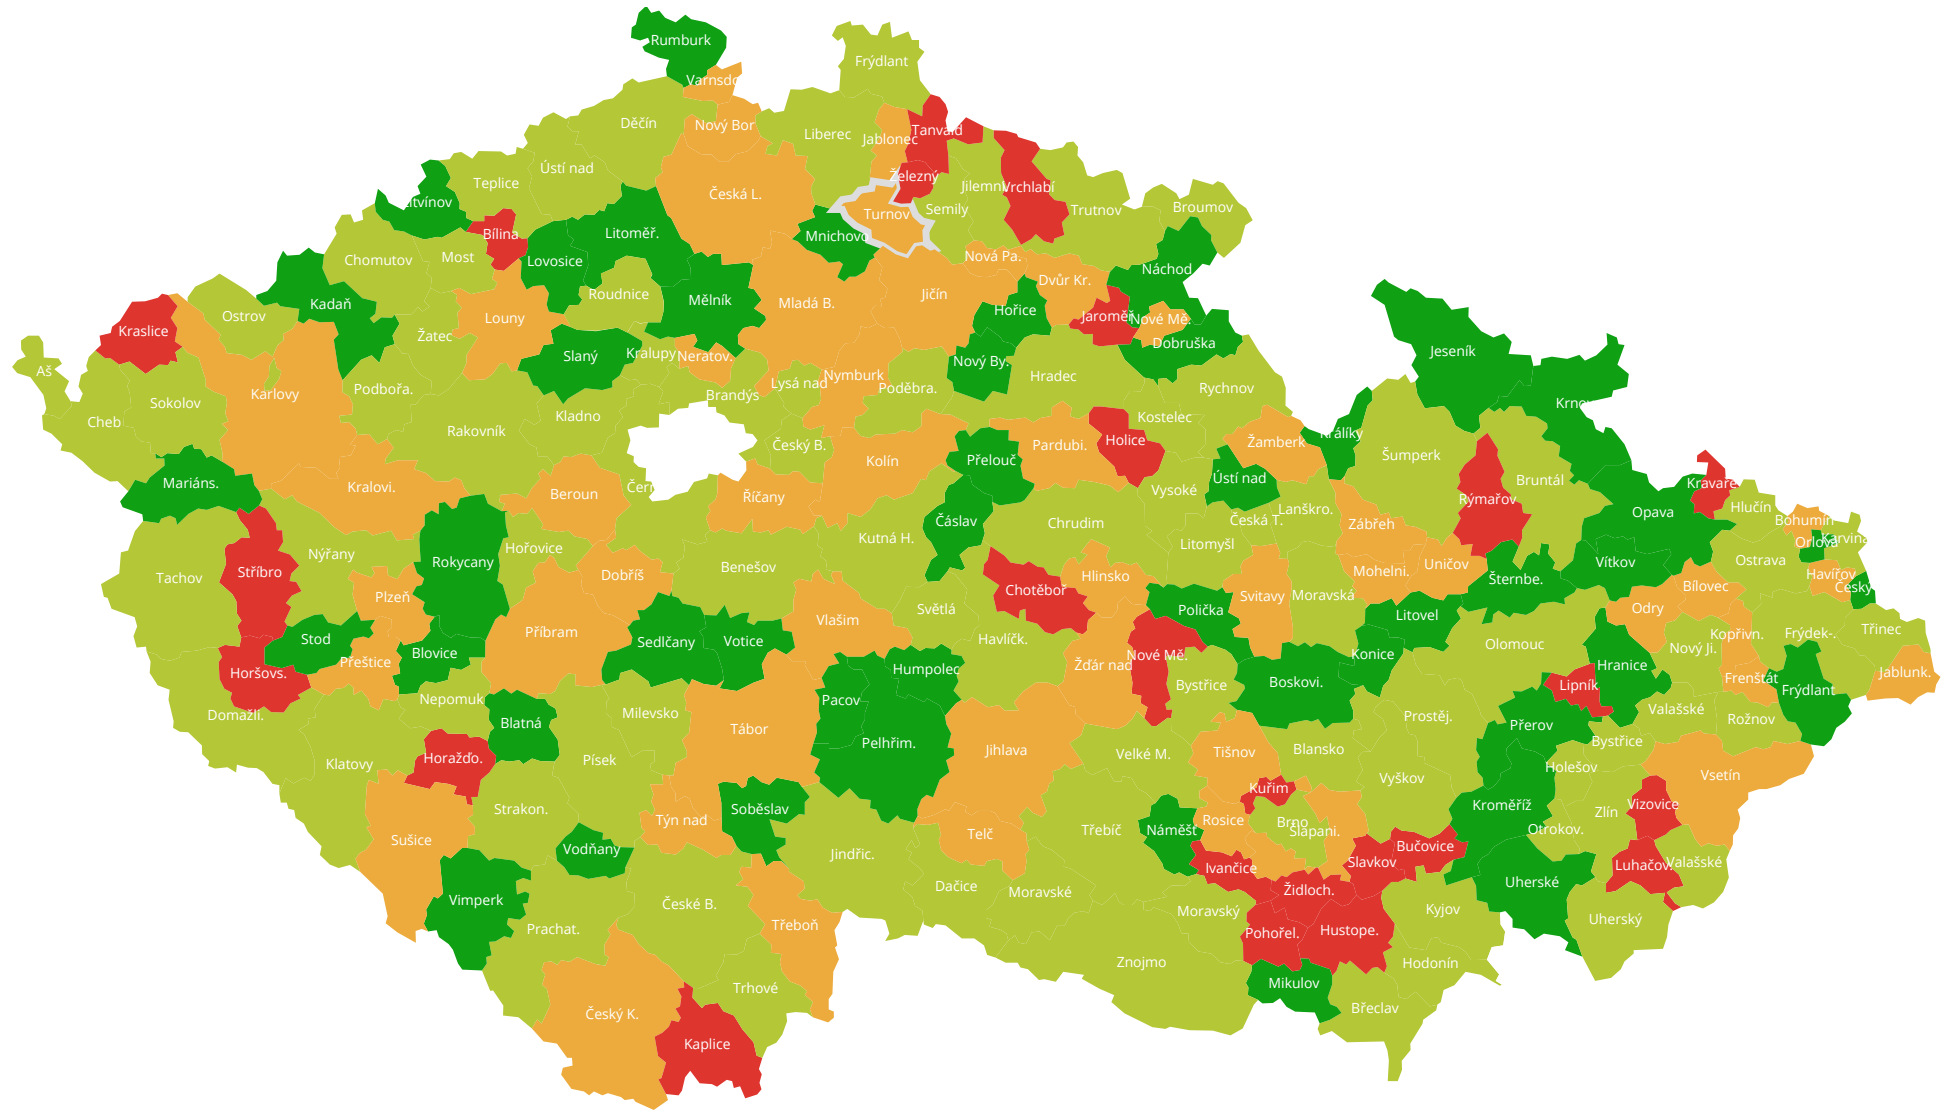 Rumburk
Frýdlant
Varnsdo
Děčín
Nový Bor
Liberec
Jablonec
Tanvald
Ústí nad
Teplice
Železný
Jilemni
Vrchlabí
Česká L.
Litvínov
Semily
Turnov
Trutnov
Broumov
Bílina
Litoměř.
Mnichovo
Most
Chomutov
Lovosice
Nová Pa.
Náchod
Dvůr Kr.
Roudnice
Mělník
Mladá B.
Jičín
Kadaň
Hořice
Ostrov
Louny
Jaroměř
Nové Mě.
Kraslice
Žatec
Dobruška
Jeseník
Slaný
Kralupy
Neratov.
Nový By.
Aš
Lysá nad
Nymburk
Hradec
Podbořa.
Poděbra.
Rychnov
Karlovy
Brandýs
Sokolov
Krnov
Cheb
Kladno
Kostelec
Rakovník
Králíky
Holice
Žamberk
Český B.
Pardubi.
Šumperk
Kolín
Přelouč
Ústí nad
Bruntál
Mariáns.
Kralovi.
Čern
Kravaře
Beroun
Říčany
Vysoké
Rýmařov
Hlučín
Lanškro.
Opava
Čáslav
Chrudim
Česká T.
Zábřeh
Bohumín
Kutná H.
Litomyšl
Orlová
Karviná
Hořovice
Nýřany
Rokycany
Uničov
Vítkov
Ostrava
Benešov
Mohelni.
Stříbro
Tachov
Dobříš
Hlinsko
Šternbe.
Havířov
Chotěboř
Bílovec
Český
Plzeň
Svitavy
Moravská
Světlá
Polička
Odry
Litovel
Vlašim
Příbram
Třinec
Kopřivn.
Frýdek-.
Stod
Havlíčk.
Sedlčany
Votice
Olomouc
Nový Ji.
Blovice
Nové Mě.
Konice
Přeštice
Žďár nad
Hranice
Humpolec
Horšovs.
Jablunk.
Frenštát
Boskovi.
Bystřice
Lipník
Frýdlant
Nepomuk
Pacov
Valašské
Milevsko
Domažli.
Prostěj.
Rožnov
Blatná
Přerov
Tábor
Pelhřim.
Bystřice
Jihlava
Blansko
Velké M.
Tišnov
Horažďo.
Písek
Klatovy
Holešov
Vsetín
Vyškov
Kuřim
Kroměříž
Vizovice
Strakon.
Soběslav
Zlín
Týn nad
Rosice
Brno
Třebíč
Náměšť
Slapani.
Otrokov.
Telč
Sušice
Bučovice
Vodňany
Jindřic.
Slavkov
Valašské
Luhačov.
Ivančice
Uherské
Dačice
Židloch.
Moravské
Vimperk
České B.
Moravský
Kyjov
Uherský
Třeboň
Prachat.
Hustope.
Pohořel.
Znojmo
Hodonín
Mikulov
Trhové
Břeclav
Český K.
Kaplice